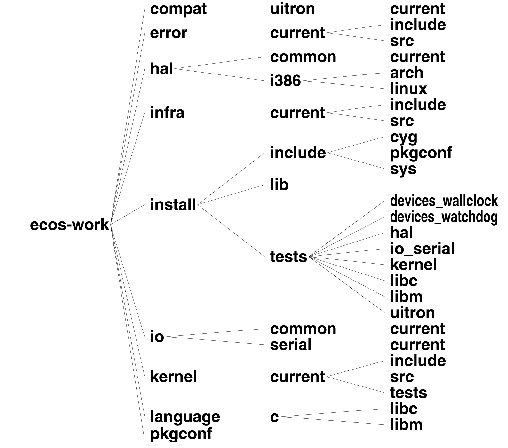 compat uitron current
error current include
src
hal common current
i386 arch
linux
infra current include
src
include cyg
pkgconf
sys
lib
install
devices_wallclock
devices_watchdog
hal
ecos-work
io_serial
tests
kernel
libc
libm
uitron
io common current
serial current
include
kernel current src
tests
language c libc
libm
pkgconf